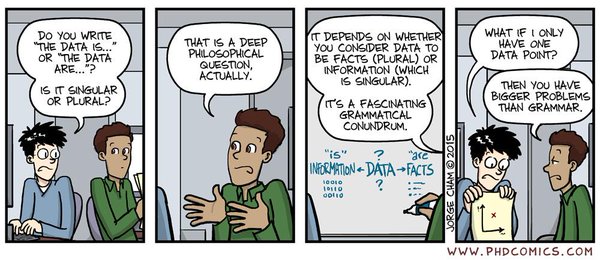 DO YOU WRITE
"THE DATA IS..."
OR "THE DATA
ARE..."?
IS IT SINGULAR
OR PLURAL?
THAT IS A DEEP
PHILOSOPHICAL
QUESTION,
ACTUALLY.
IT DEPENDS ON WHETHER
YOU CONSIDER DATA TO
BE FACTS (PLURAL) OR
INFORMATION (WHICH
IS SINGULAR).
IT'S A FASCINATING
GRAMMATICAL
CONUNDRUM.
"is" ? "are
INFORMATION ← DATA → FACTS
10010 ?
01011
00110
JORGE CHAM © 2015
WHAT IF I ONLY
HAVE ONE
DATA POINT?
THEN YOU HAVE
BIGGER PROBLEMS
THAN GRAMMAR.
x
WWW.PHDCOMICS.COM